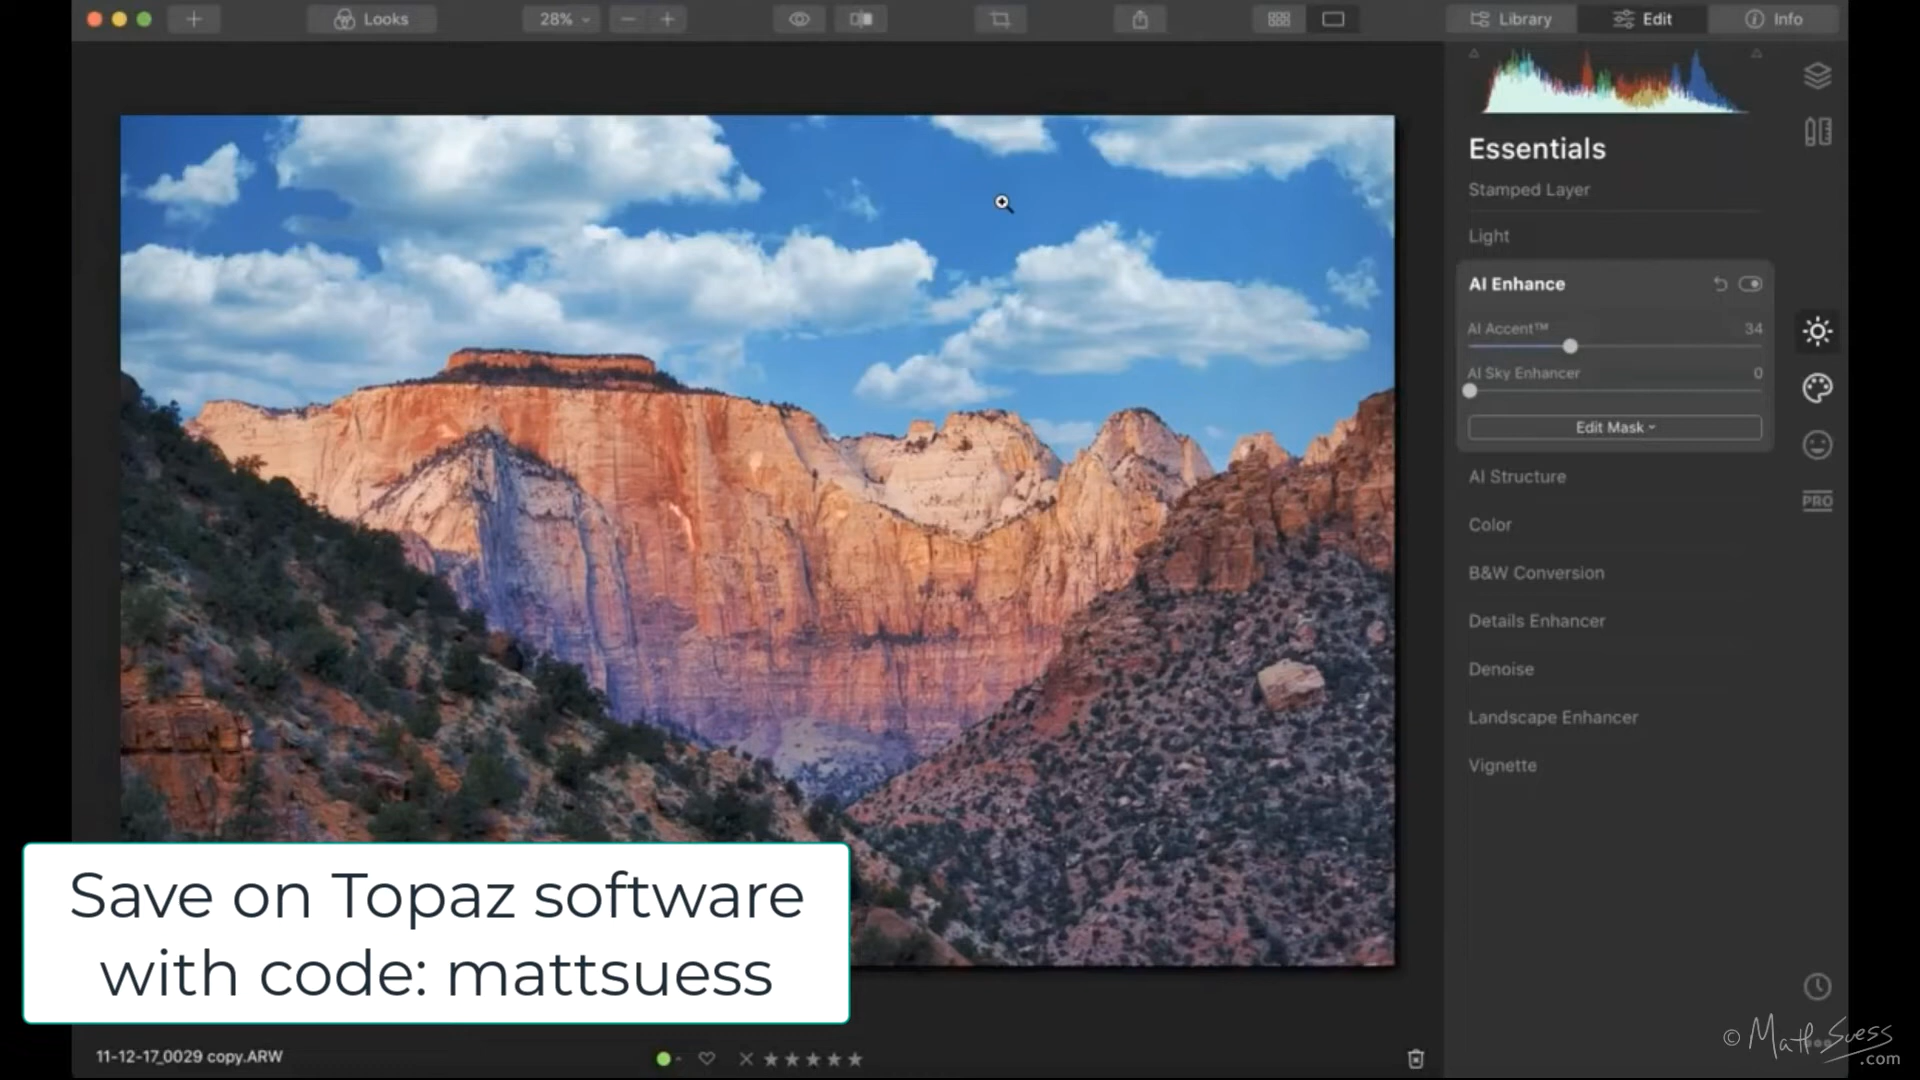 Looks
28%
Library
Edit
Info
Essentials
Stamped Layer
Light
AI Enhance
AI Accent™ 34
AI Sky Enhancer 0
Edit Mask
AI Structure
Color
B&W Conversion
Details Enhancer
Denoise
Landscape Enhancer
Vignette
PRO
Save on Topaz software
with code: mattsuess
11-12-17_0029 copy.ARW
© Matt Suess
.com